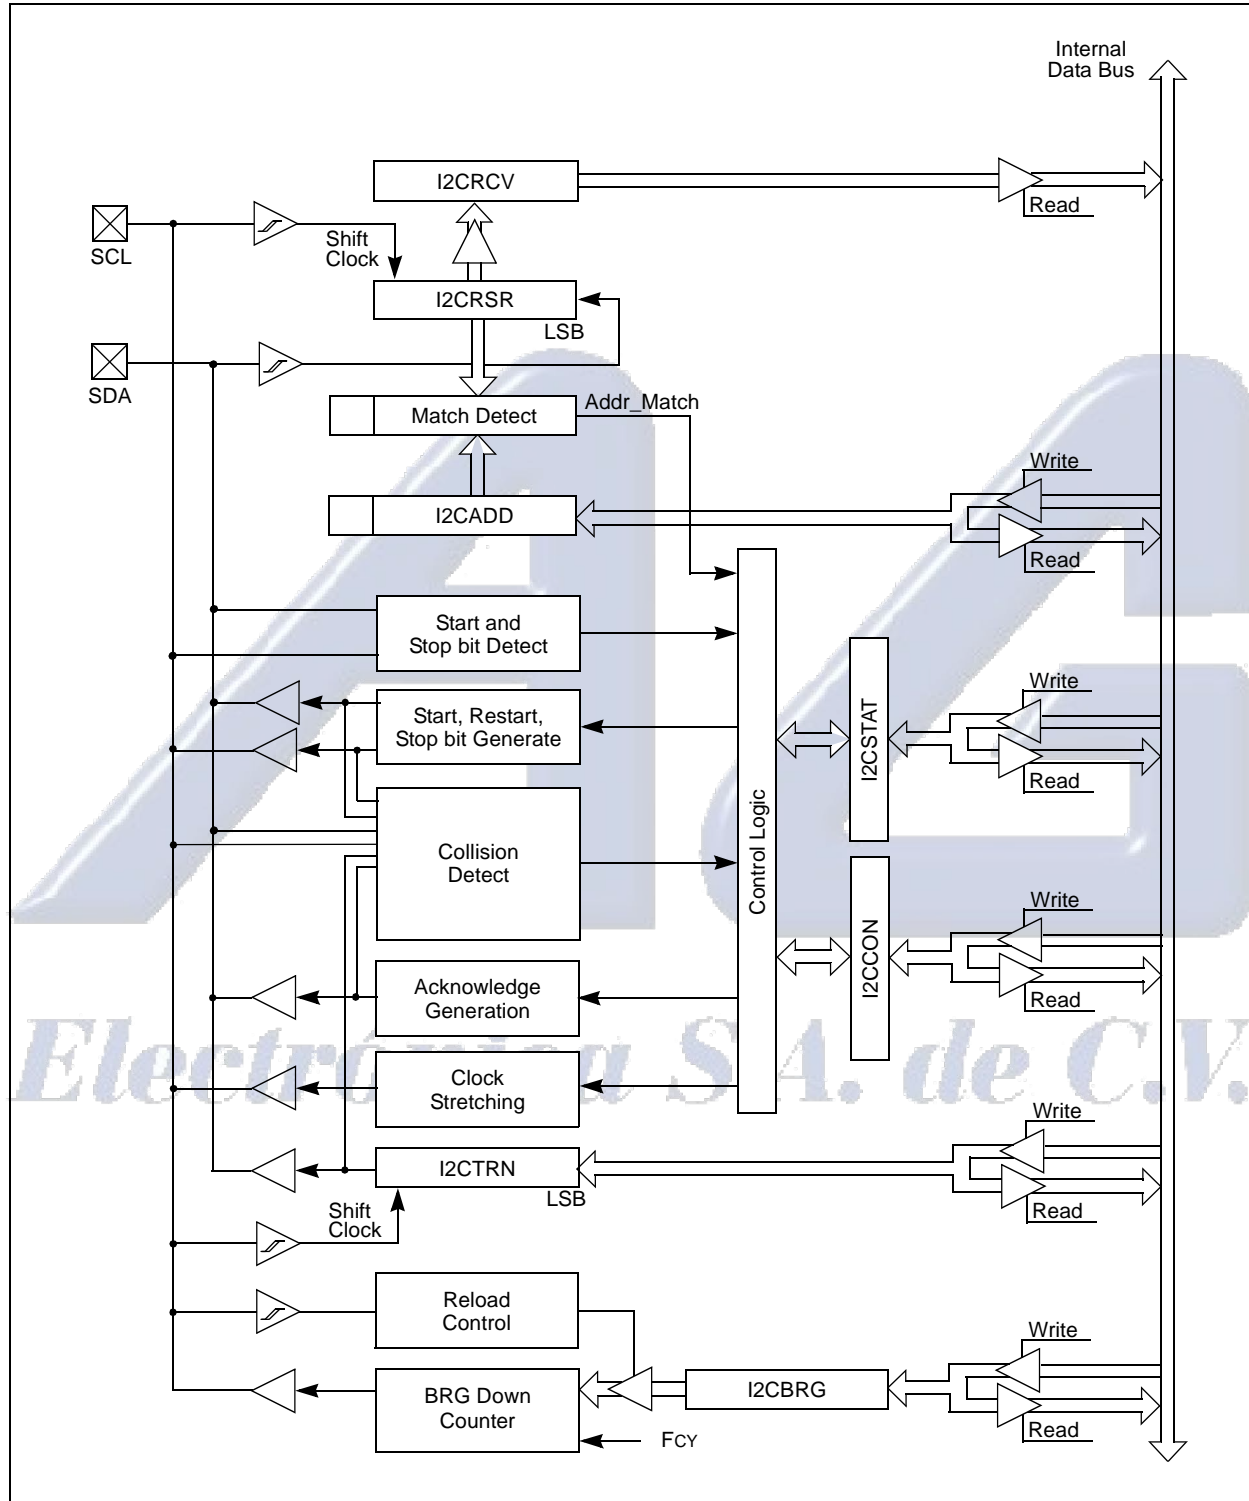 Internal
Data Bus
I2CRCV
Read
SCL
Shift
Clock
I2CRSR
LSB
SDA
Match Detect
Addr_Match
Write
I2CADD
Read
Start and
Stop bit Detect
Write
Start, Restart,
Stop bit Generate
I2CSTAT
Read
Control Logic
Collision
Detect
Write
I2CCON
Acknowledge
Generation
Read
Electrónica S.A. de C.V.
Clock
Stretching
Write
I2CTRN
LSB
Shift
Clock
Read
Reload
Control
Write
I2CBRG
BRG Down
Counter
Read
FCY
AG